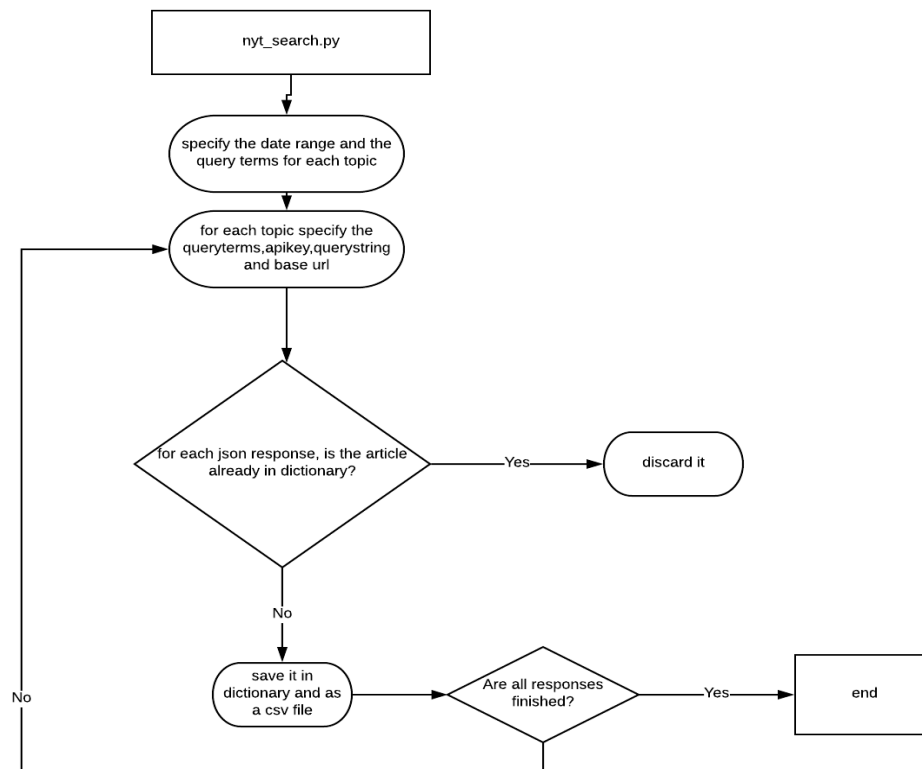 nyt_search.py
specify the date range and the
query terms for each topic
for each topic specify the
queryterms,apikey,querystring
and base url
for each json response, is the article
already in dictionary?
Yes
discard it
No
save it in
dictionary and as
a csv file
Are all responses
finished?
Yes
end
No